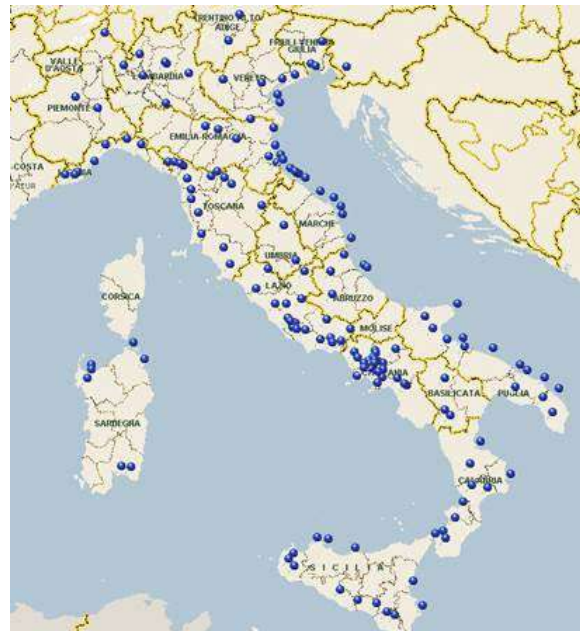 TRENTINO ALTO
ADIGE
FRIULI-VENEZIA
GIULIA
VALLE
D'AOSTA
LOMBARDIA
VENETO
PIEMONTE
EMILIA-ROMAGNA
-COSTA
TOSCANA
MARCHE
UMBRIA
LAZIO
CORSICA
ABRUZZO
MOLISE
BASILICATA
PUGLIA
SARDEGNA
CALABRIA
SICILIA